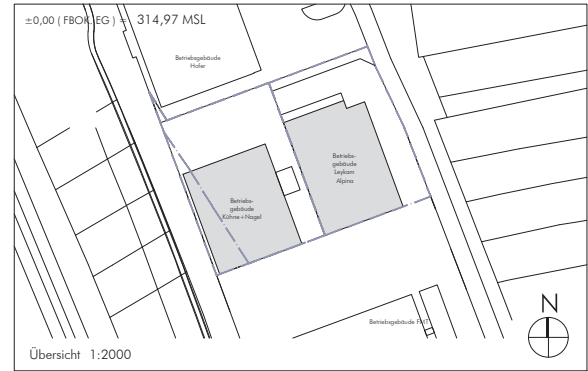 ±0,00 ( FBOK. EG ) = 314,97 MSL
Betriebsgebäude
Hofer
Betriebs-
gebäude
Leykam
Alpina
Betriebs-
gebäude
Kühne+Nagel
Betriebsgebäude FMT
N
Übersicht 1:2000